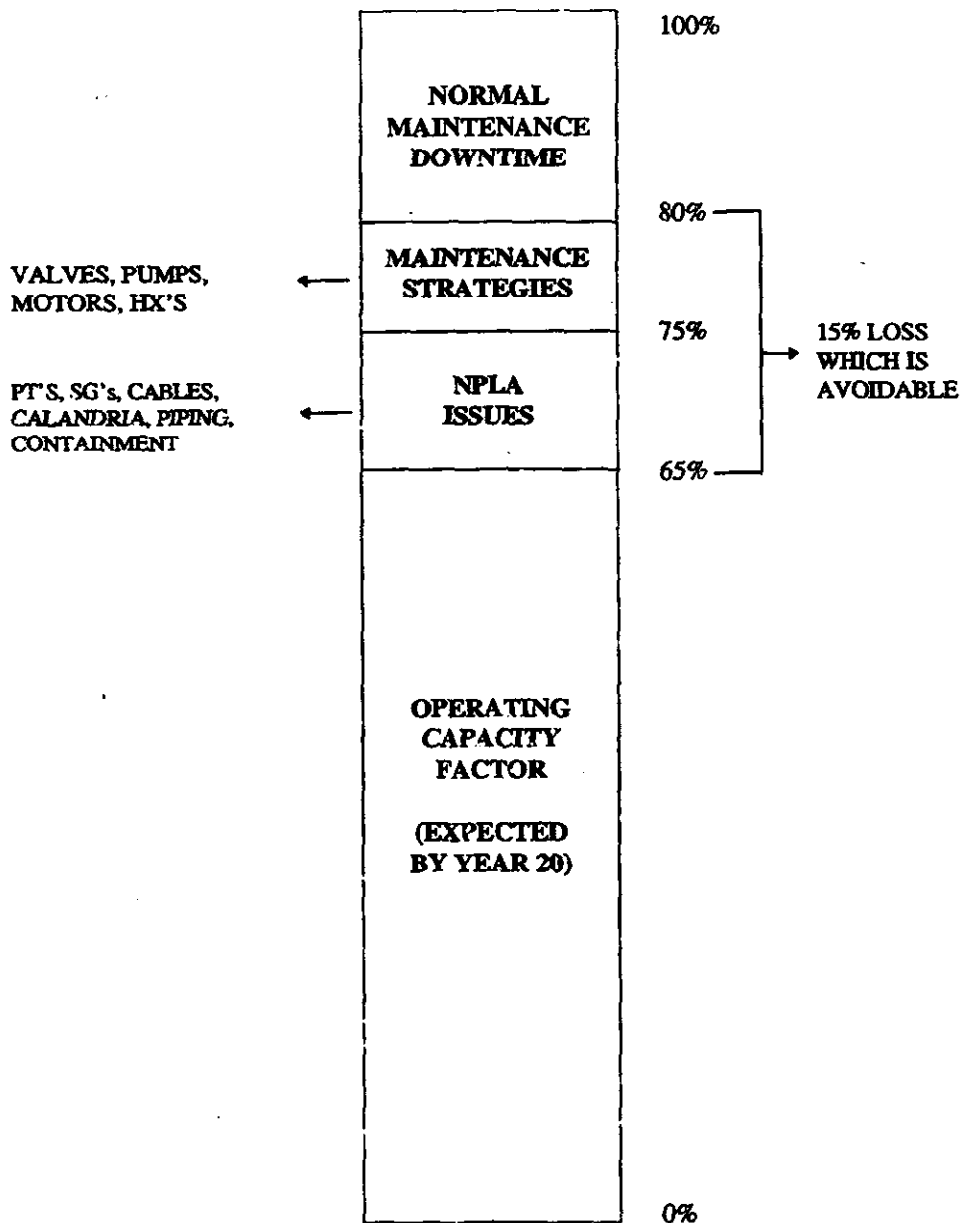 100%
NORMAL
MAINTENANCE
DOWNTIME
80%
MAINTENANCE
STRATEGIES
VALVES, PUMPS,
MOTORS, HX'S
75%
15% LOSS
WHICH IS
AVOIDABLE
NPLA
ISSUES
PT'S, SG's, CABLES,
CALANDRIA, PIPING,
CONTAINMENT
65%
OPERATING
CAPACITY
FACTOR
(EXPECTED
BY YEAR 20)
0%